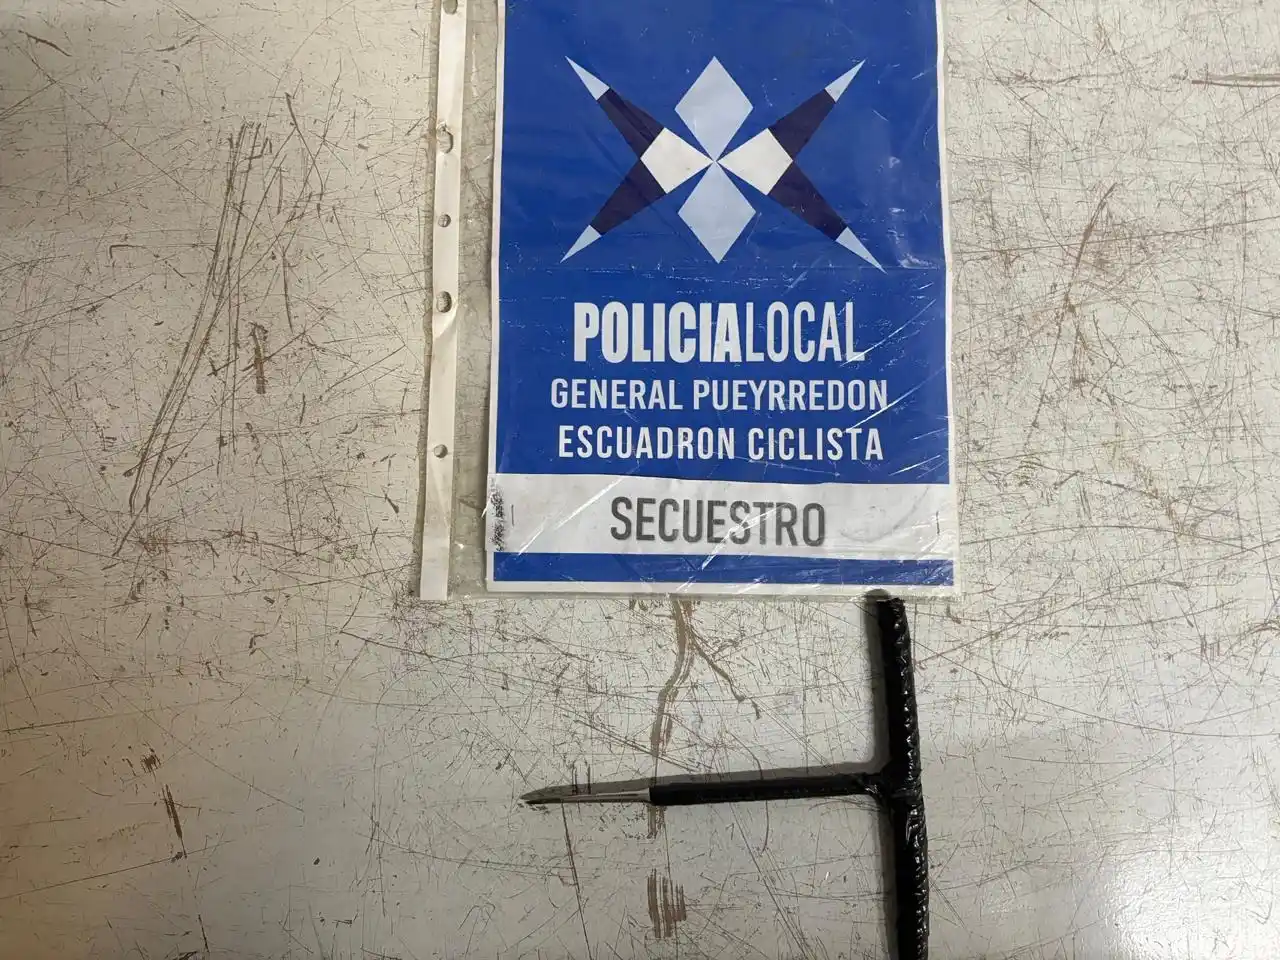 POLICIALOCAL
GENERAL PUEYRREDON
ESCUADRON CICLISTA
SECUESTRO